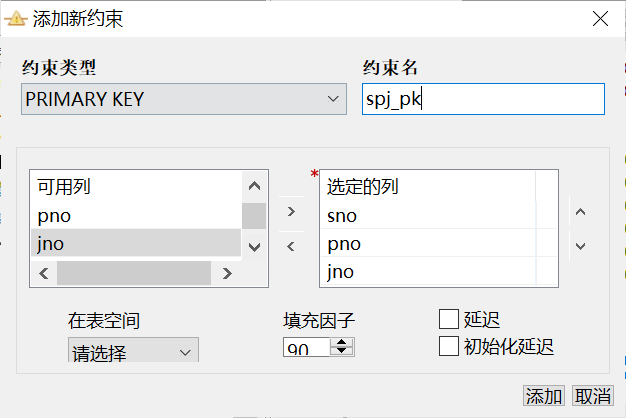 添加新约束
约束类型 约束名
PRIMARY KEY spj_pk
可用列 选定的列
pno sno
jno pno
jno
*
在表空间 填充因子 延迟
请选择 90 初始化延迟
添加 取消